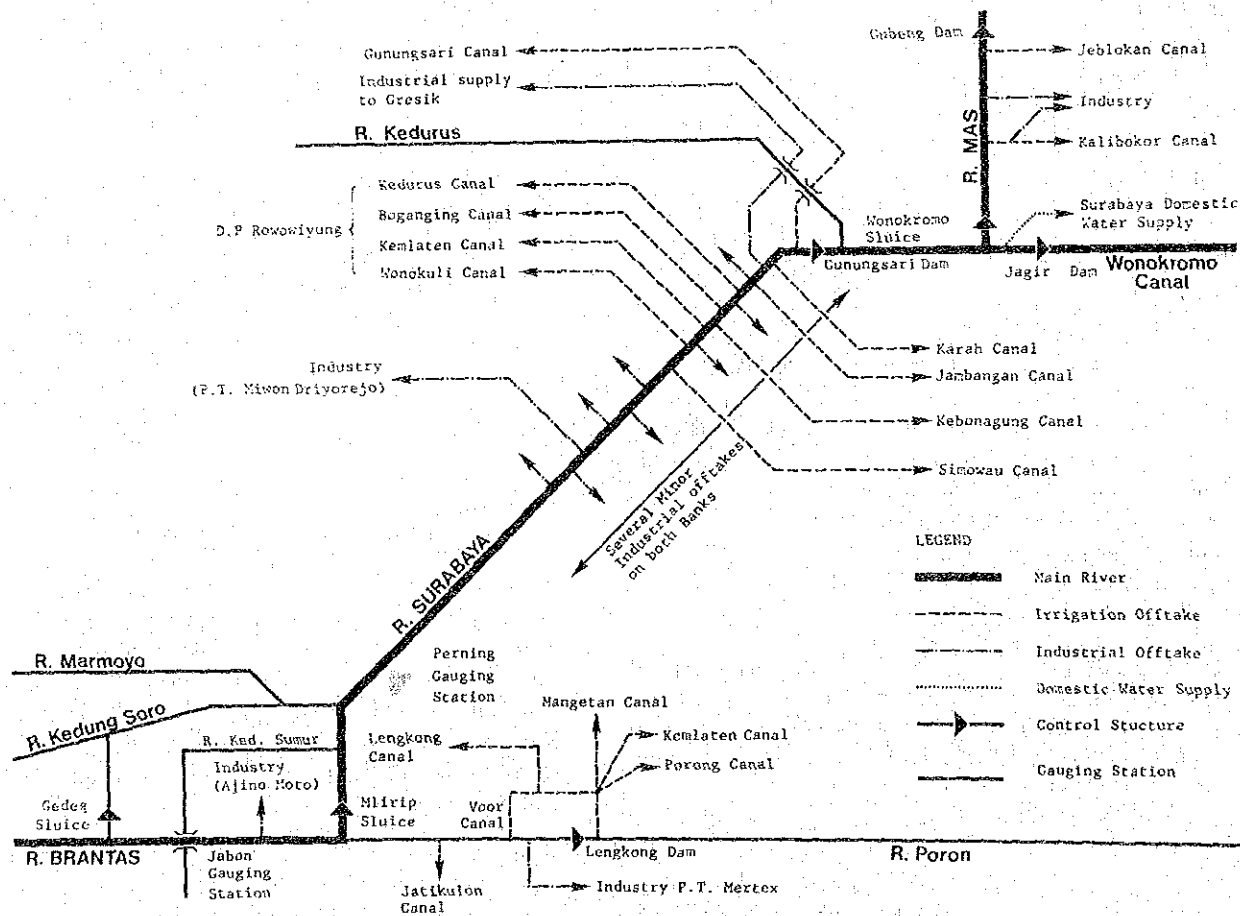 Gunungsari Canal
Industrial supply
to Gresik
R. Kedurus
Gubeng Dam
Jeblokan Canal
Industry
R. MAS
Kalibokor Canal
D.P Rowowiyung
Kedurus Canal
Boganging Canal
Kemlaten Canal
Wonokuli Canal
Wonokromo
Sluice
Gunungsari Dam
Surabaya Domestic
Water Supply
Jagir Dam
Wonokromo
Canal
Industry
(P.T. Miwon Driyorejo)
Karah Canal
Jambangan Canal
Kebonagung Canal
Simowau Canal
Several Minor
Industrial offtakes
on both Banks
R. SURABAYA
LEGEND
Main River
Irrigation Offtake
Industrial Offtake
Domestic Water Supply
Control Stucture
Gauging Station
R. Marmoyo
R. Kedung Soro
Perning
Gauging
Station
R. Ked. Sumur
Industry
(Ajino Moto)
Lengkong
Canal
Mangetan Canal
Kemlaten Canal
Porong Canal
Gedeg
Sluice
Mlirip
Sluice
Voor
Canal
R. BRANTAS
Jabon
Gauging
Station
Lengkong Dam
R. Poron
Jatikulon
Canal
Industry P.T. Mertex